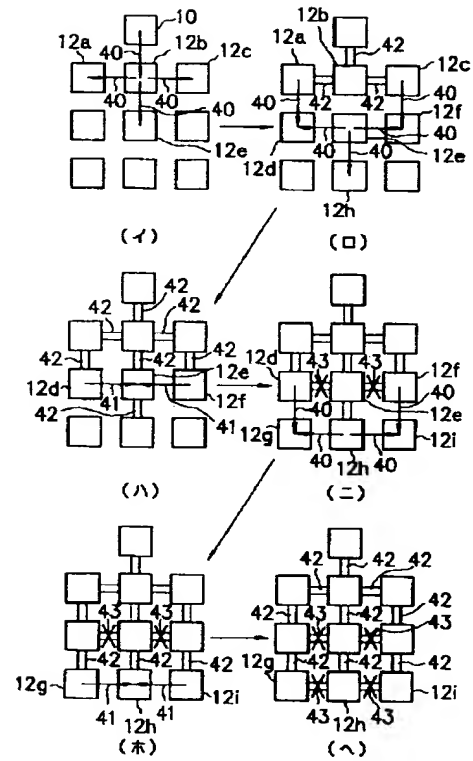 10
12a 40 12b
40 40
40
12e
(イ)
12b
12a 42 12c
40 42 42 40
12f
40
40 40 12e
12d
12h
(ロ)
42
42 42
42 42 42
12e
12d 41 12f
42 41
(ハ)
12d 43 43 12f
40 12e 40
12g 12i
40 12h 40
(ニ)
43 43
42 42 42
12g 12i
41 12h 41
(ホ)
42
42 42
42 43 42 42
43
42 42 42
12g 12i
43 12h 43
(ヘ)